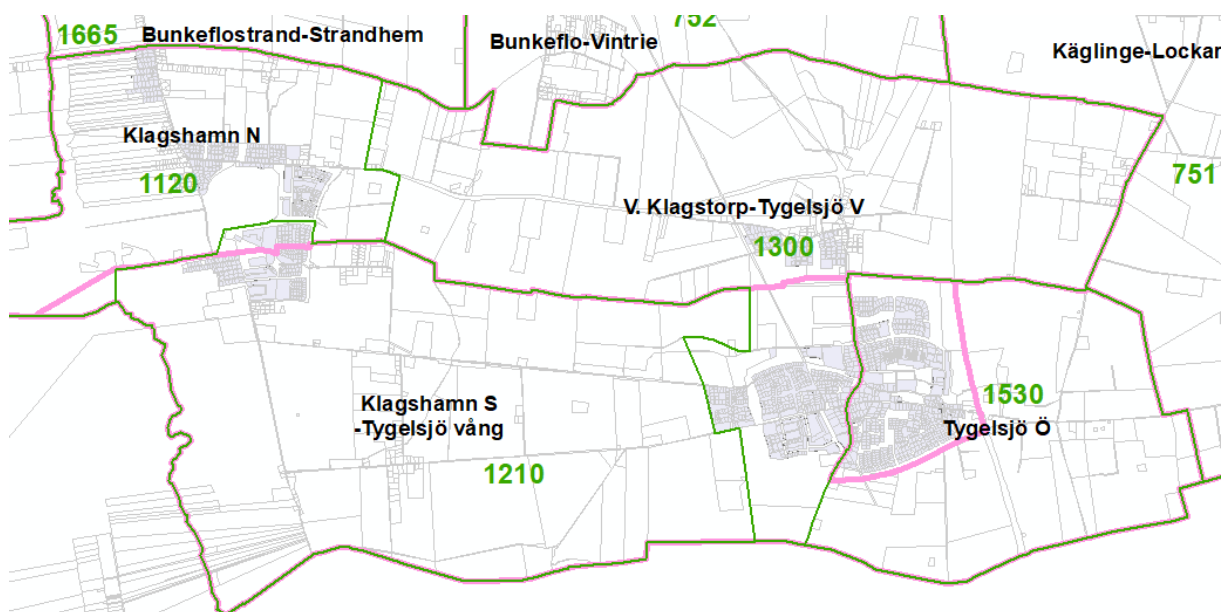 752
1665
Bunkeflostrand-Strandhem
Bunkeflo-Vintrie
Käglinge-Lockar
Klagshamn N
1120
751
V. Klagstorp-Tygelsjö V
1300
1530
Klagshamn S
-Tygelsjö vång
Tygelsjö Ö
1210